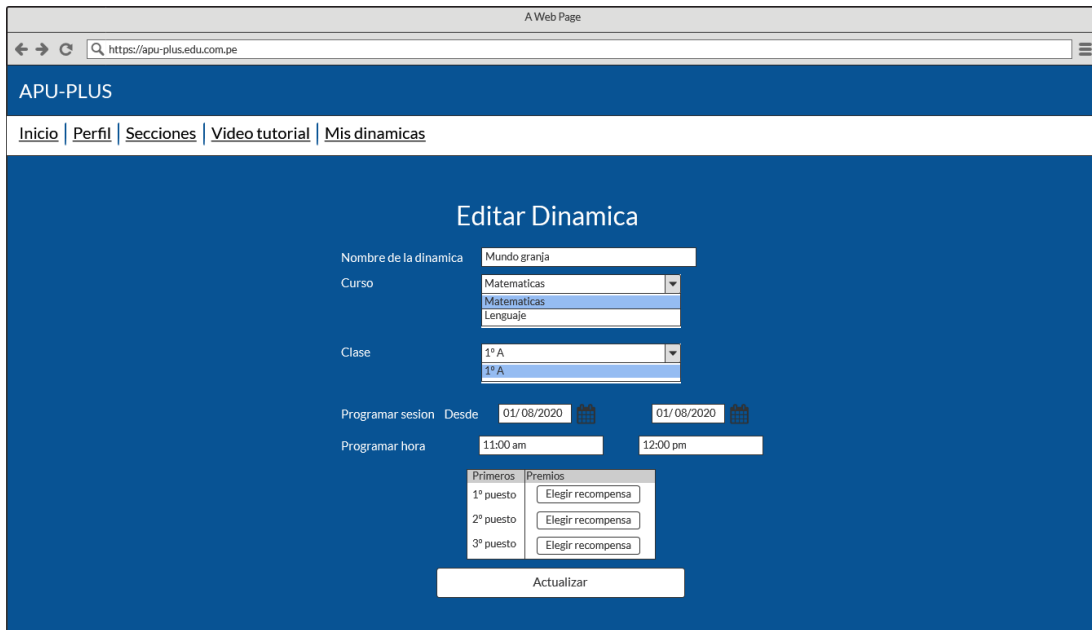 A Web Page
https://apu-plus.edu.com.pe
APU-PLUS
Inicio | Perfil | Secciones | Video tutorial | Mis dinamicas
Editar Dinamica
Nombre de la dinamica Mundo granja
Curso Matematicas
Matematicas
Lenguaje
Clase 1º A
1º A
Programar sesion Desde 01/08/2020 01/08/2020
Programar hora 11:00 am 12:00 pm
Primeros Premios
1º puesto Elegir recompensa
2º puesto Elegir recompensa
3º puesto Elegir recompensa
Actualizar